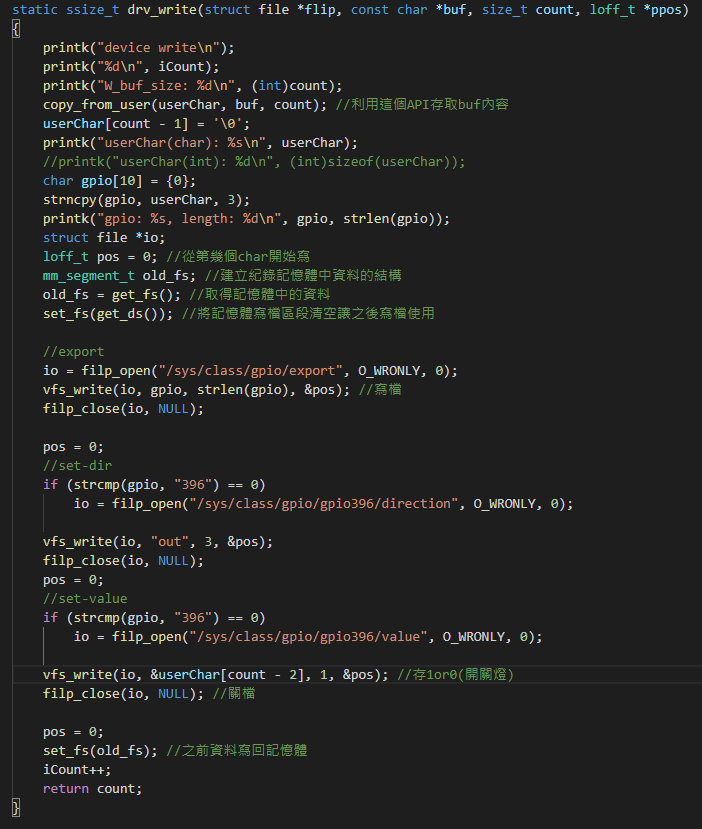 static ssize_t drv_write(struct file *flip, const char *buf, size_t count, loff_t *ppos)
{
printk("device write\n");
printk("%d\n", iCount);
printk("W_buf_size: %d\n", (int)count);
copy_from_user(userChar, buf, count); //利用這個API存取buf內容
userChar[count - 1] = '\0';
printk("userChar(char): %s\n", userChar);
//printk("userChar(int): %d\n", (int)sizeof(userChar));
char gpio[10] = {0};
strncpy(gpio, userChar, 3);
printk("gpio: %s, length: %d\n", gpio, strlen(gpio));
struct file *io;
loff_t pos = 0; //從第幾個char開始寫
mm_segment_t old_fs; //建立紀錄記憶體中資料的結構
old_fs = get_fs(); //取得記憶體中的資料
set_fs(get_ds()); //將記憶體寫檔區段清空讓之後寫檔使用
//export
io = filp_open("/sys/class/gpio/export", O_WRONLY, 0);
vfs_write(io, gpio, strlen(gpio), &pos); //寫檔
filp_close(io, NULL);
pos = 0;
//set-dir
if (strcmp(gpio, "396") == 0)
io = filp_open("/sys/class/gpio/gpio396/direction", O_WRONLY, 0);
vfs_write(io, "out", 3, &pos);
filp_close(io, NULL);
pos = 0;
//set-value
if (strcmp(gpio, "396") == 0)
io = filp_open("/sys/class/gpio/gpio396/value", O_WRONLY, 0);
vfs_write(io, &userChar[count - 2], 1, &pos); //存1or0(開關燈)
filp_close(io, NULL); //關檔
pos = 0;
set_fs(old_fs); //之前資料寫回記憶體
iCount++;
return count;
}